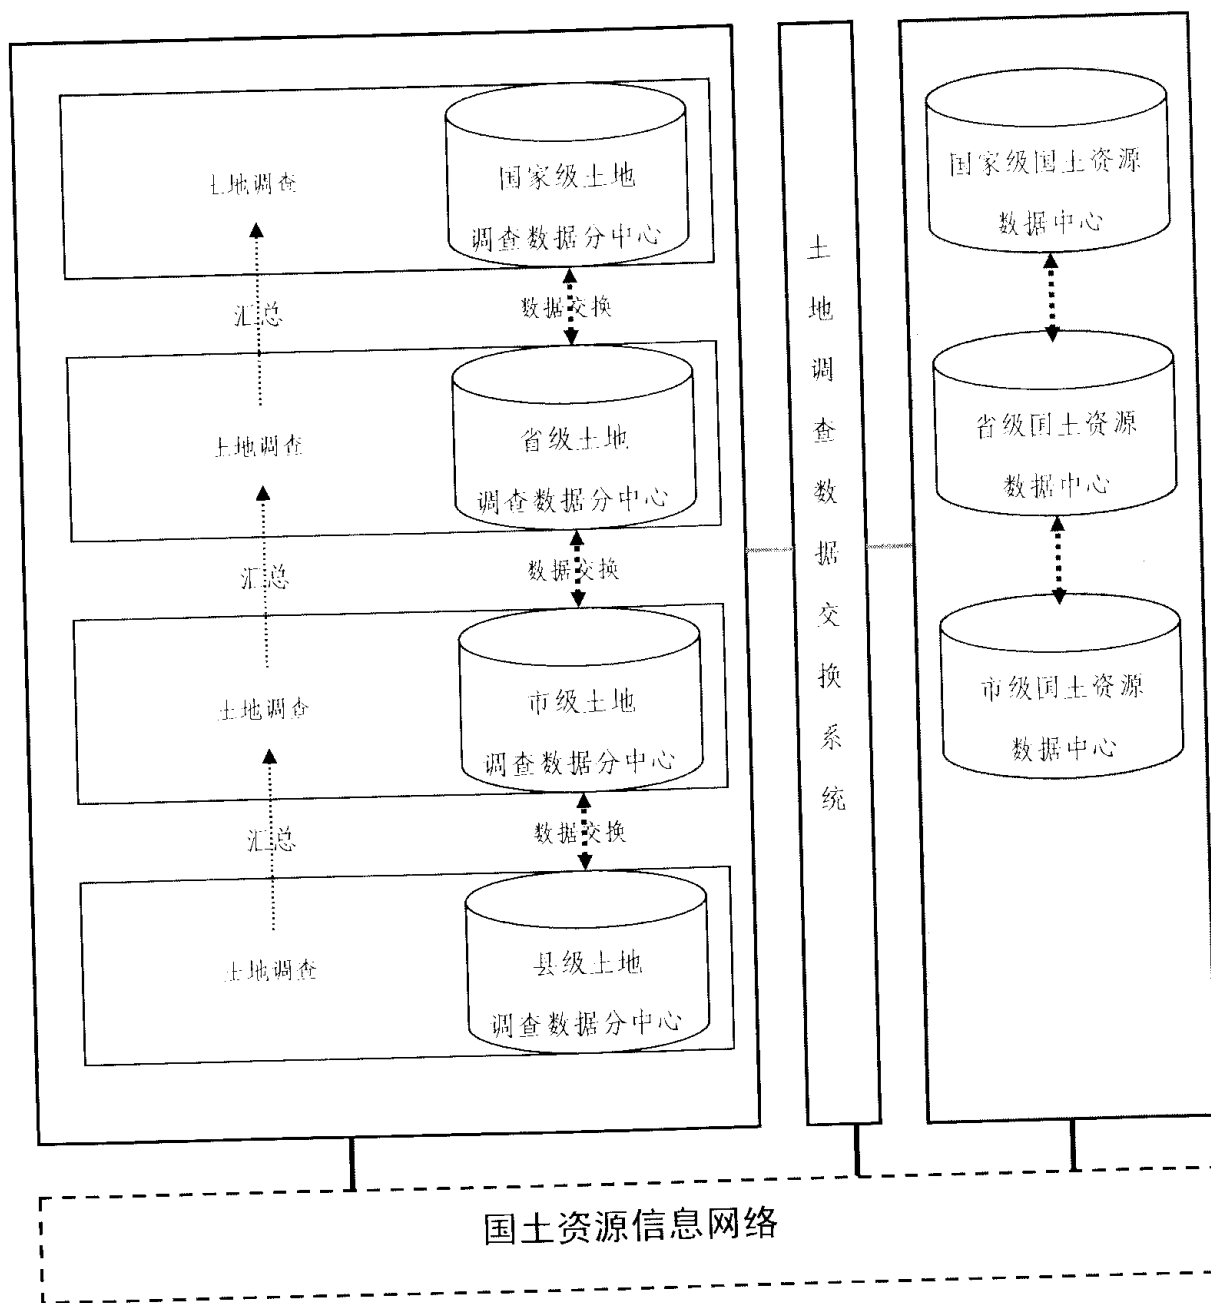 土地调查
国家级土地
调查数据分中心
汇总
数据交换
土地调查
省级土地
调查数据分中心
汇总
数据交换
土地调查
市级土地
调查数据分中心
汇总
数据交换
土地调查
县级土地
调查数据分中心
土地调查数据交换系统
国家级国土资源
数据中心
省级国土资源
数据中心
市级国土资源
数据中心
国土资源信息网络